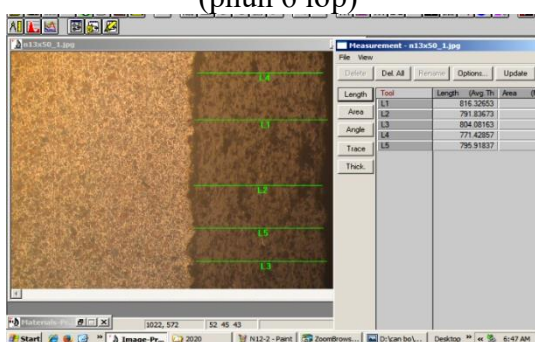 (phun 6 lớp)
n13x50_1.jpg
Measurement - n13x50_1.jpg
File View
Delete Del. All Rename Options... Update
Length
Area
Angle
Trace
Thick.
Tool Length (Avg.Th Area
L1 816.32653
L2 791.83673
L3 804.08163
L4 771.42857
L5 795.91837
L4
L1
L2
L5
L3
1022, 572 52 45 43
Start Image-Pr... 2020 N12-2 - Paint ZoomBrows... D:\can bo\... Desktop 6:47 AM